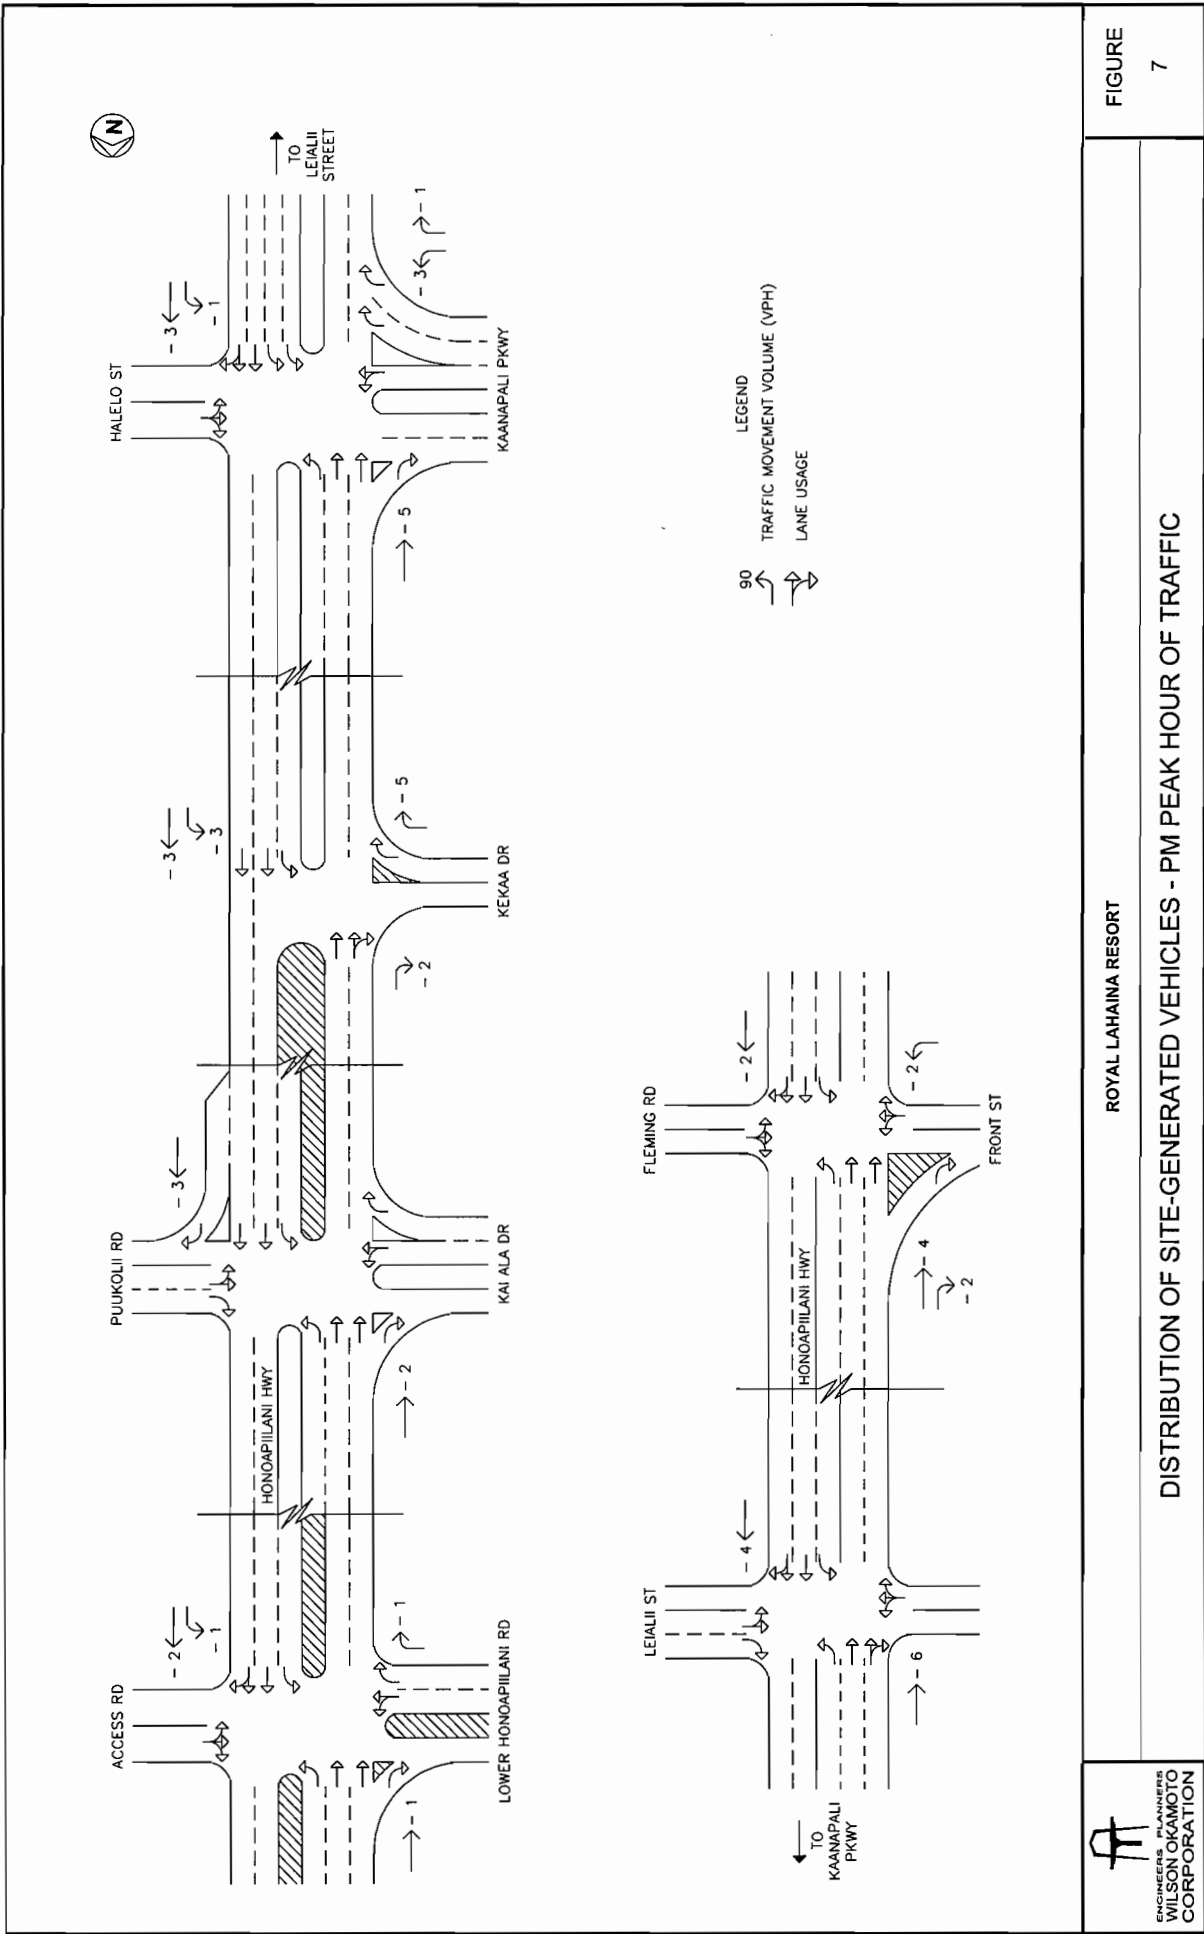 N
ACCESS RD
PUUKOLII RD
HALELO ST
- 2
- 1
- 3
- 3
- 3
- 3
- 1
TO
LEIALII
STREET
HONOAPIILANI HWY
- 1
- 1
- 2
- 2
- 5
- 5
- 3
- 1
LOWER HONOAPIILANI RD
KAI ALA DR
KEKAA DR
KAANAPALI PKWY
LEIALII ST
FLEMING RD
- 4
- 2
TO
KAANAPALI
PKWY
HONOAPIILANI HWY
- 6
- 4
- 2
- 2
FRONT ST
LEGEND
90
TRAFFIC MOVEMENT VOLUME (VPH)
LANE USAGE
ENGINEERS PLANNERS
WILSON OKAMOTO
CORPORATION
ROYAL LAHAINA RESORT
DISTRIBUTION OF SITE-GENERATED VEHICLES - PM PEAK HOUR OF TRAFFIC
FIGURE
7